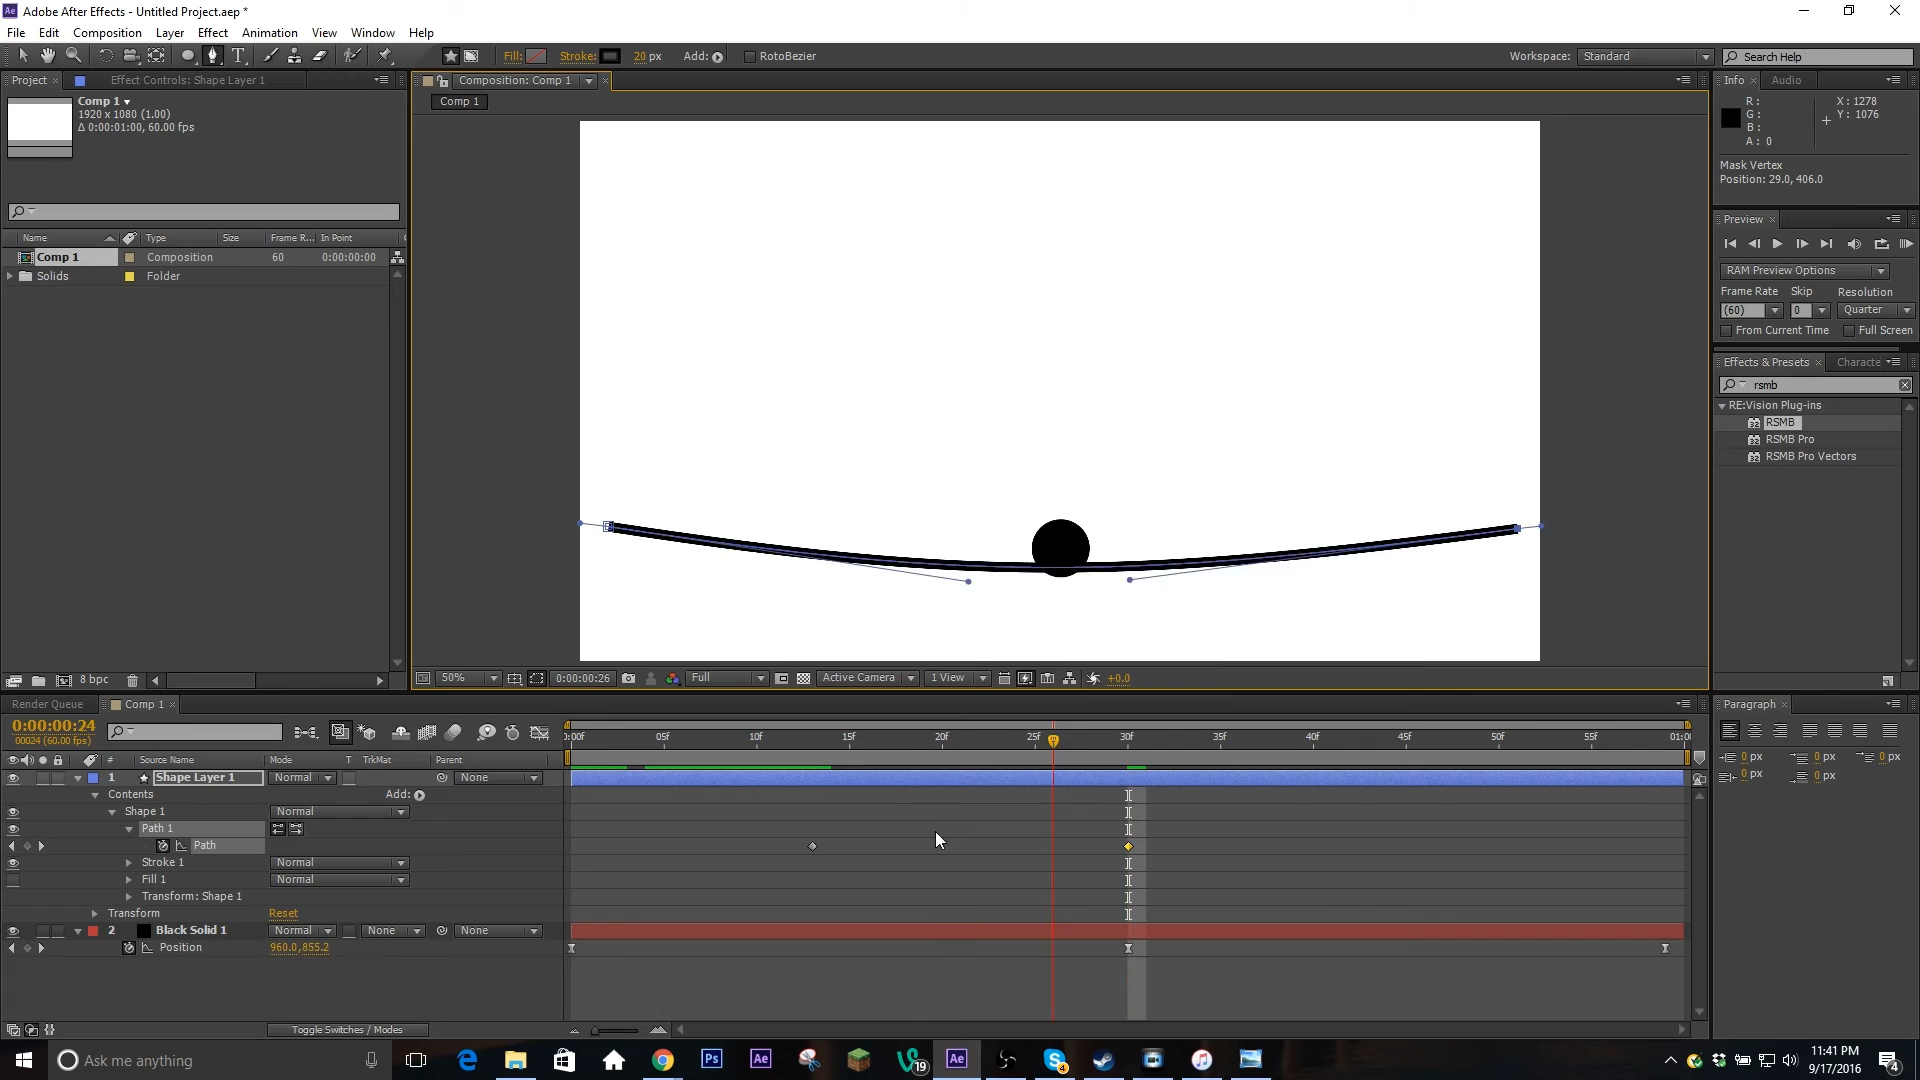 Ae Adobe After Effects - Untitled Project.aep *
File Edit Composition Layer Effect Animation View Window Help
T Fill: Stroke: 20 px Add: RotoBezier Workspace: Standard Search Help
Project × Effect Controls: Shape Layer 1 Composition: Comp 1 × Info × Audio
Comp 1
1920 x 1080 (1.00)
Δ 0:00:01:00, 60.00 fps
Comp 1
R : X : 1278
G : Y : 1076
B :
A : 0
Mask Vertex
Position: 29.0, 406.0
Preview ×
Name Type Size Frame R... In Point
Comp 1 Composition 60 0:00:00:00
Solids Folder
RAM Preview Options
Frame Rate Skip Resolution
(60) 0 Quarter
From Current Time Full Screen
Effects & Presets × Characte
rsmb
RE:Vision Plug-ins
32 RSMB
32 RSMB Pro
32 RSMB Pro Vectors
8 bpc 50% 0:00:00:26 Full Active Camera 1 View +0.0
Render Queue Comp 1 × Paragraph ×
0:00:00:24
00024 (60.00 fps)
):00f 05f 10f 15f 20f 25f 30f 35f 40f 45f 50f 55f 01:0(
# Source Name Mode T TrkMat Parent
0 px 0 px 0 px
0 px 0 px
1 Shape Layer 1 Normal None
Contents Add:
Shape 1 Normal
Path 1
Path
Stroke 1 Normal
Fill 1 Normal
Transform: Shape 1
Transform Reset
2 Black Solid 1 Normal None None
Position 960.0,855.2
Toggle Switches / Modes
Ask me anything Ps Ae 19 Ae 4 11:41 PM
9/17/2016 4